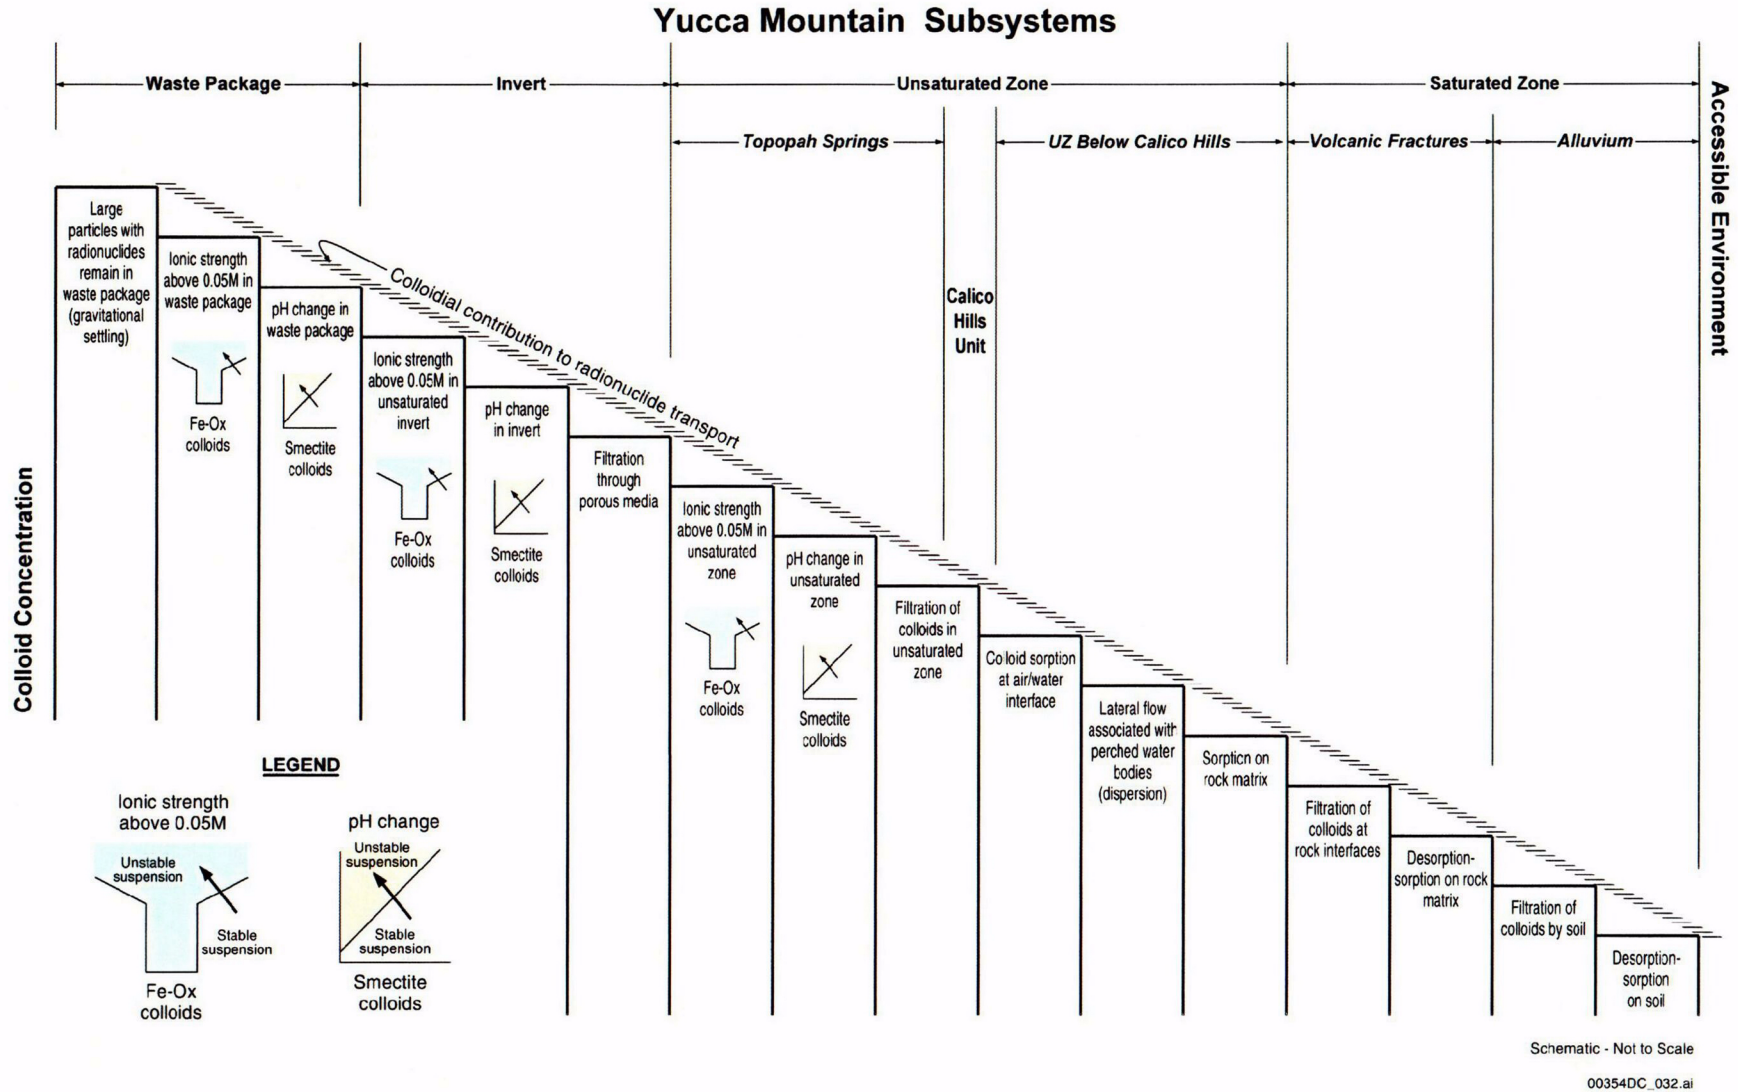 Yucca Mountain Subsystems
Waste Package
Invert
Unsaturated Zone
Saturated Zone
Topopah Springs
UZ Below Calico Hills
Volcanic Fractures
Alluvium
Accessible Environment
Calico
Hills
Unit
Colloid Concentration
Colloidial contribution to radionuclide transport
Large
particles with
radionuclides
remain in
waste package
(gravitational
settling)
Ionic strength
above 0.05M in
waste package
Fe-Ox
colloids
pH change in
waste package
Smectite
colloids
Ionic strength
above 0.05M in
unsaturated
invert
Fe-Ox
colloids
pH change
in invert
Smectite
colloids
Filtration
through
porous media
Ionic strength
above 0.05M in
unsaturated
zone
Fe-Ox
colloids
pH change in
unsaturated
zone
Smectite
colloids
Filtration of
colloids in
unsaturated
zone
Colloid sorption
at air/water
interface
Lateral flow
associated with
perched water
bodies
(dispersion)
Sorption on
rock matrix
Filtration of
colloids at
rock interfaces
Desorption-
sorption on rock
matrix
Filtration of
colloids by soil
Desorption-
sorption
on soil
LEGEND
Ionic strength
above 0.05M
Unstable
suspension
Stable
suspension
Fe-Ox
colloids
pH change
Unstable
suspension
Stable
suspension
Smectite
colloids
Schematic - Not to Scale
00354DC_032.ai